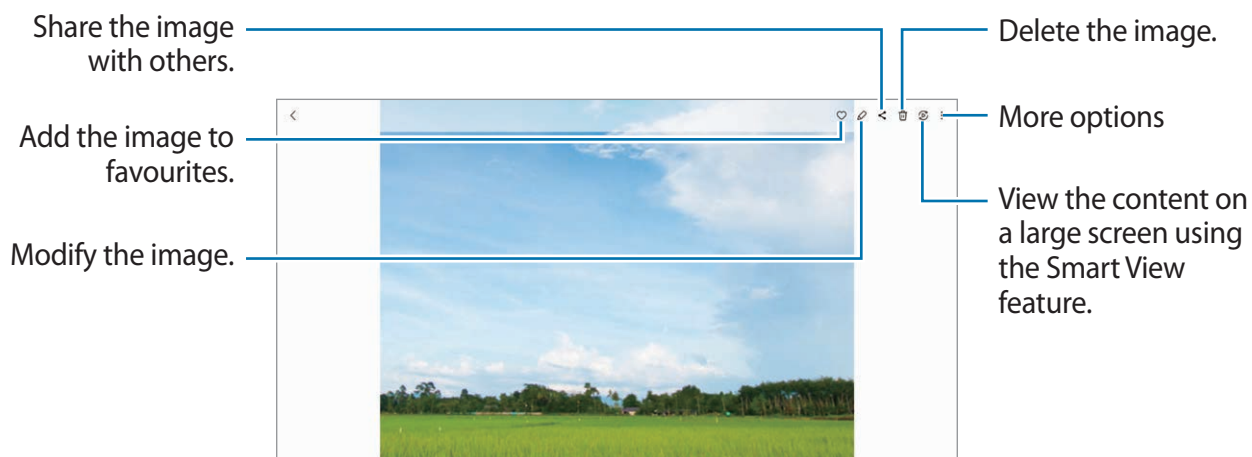 Share the image
with others.
Add the image to
favourites.
Modify the image.
Delete the image.
More options
View the content on
a large screen using
the Smart View
feature.